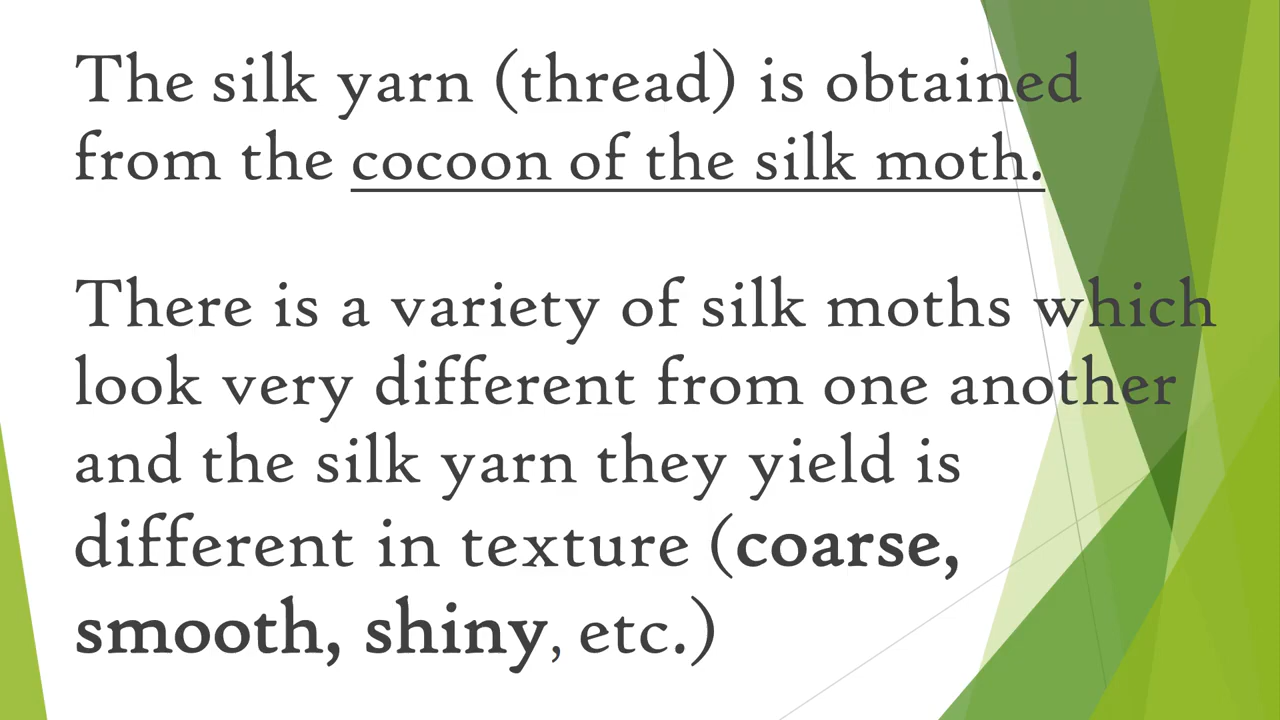 The silk yarn (thread) is obtained
from the cocoon of the silk moth.
There is a variety of silk moths which
look very different from one another
and the silk yarn they yield is
different in texture (coarse,
smooth, shiny, etc.)